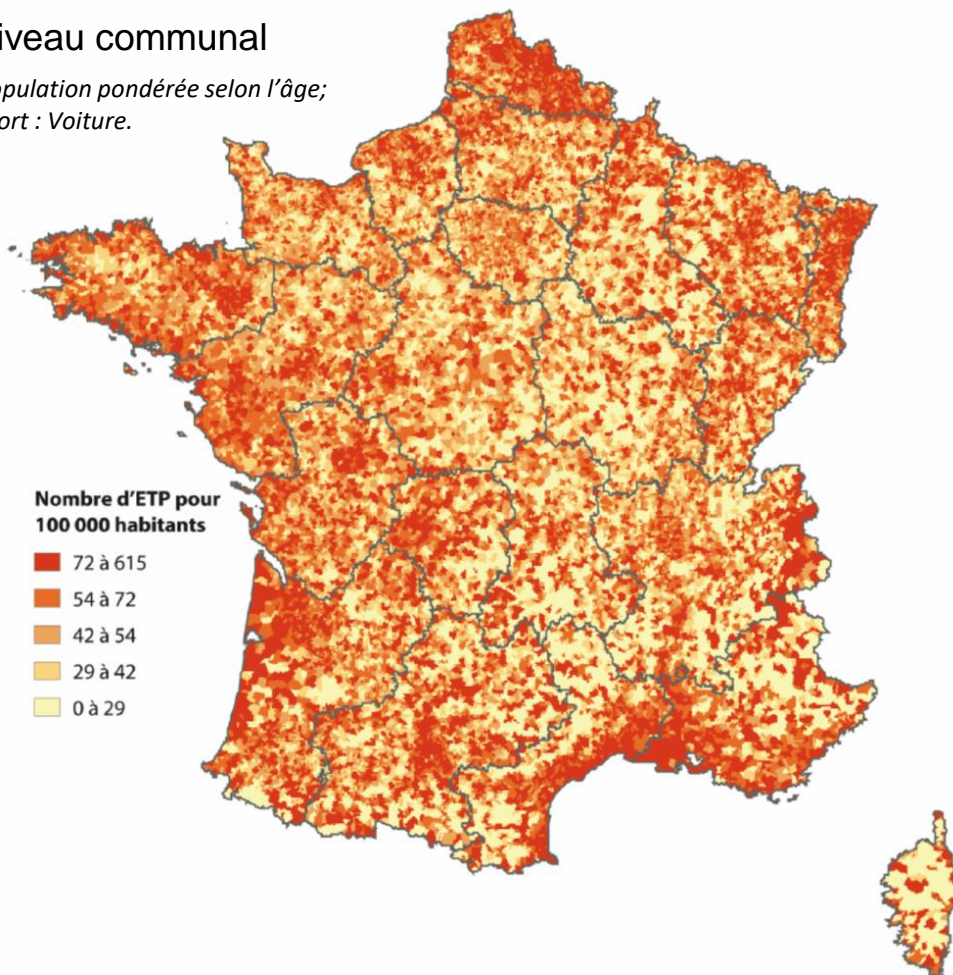 iveau communal
opulation pondérée selon l’âge;
ort : Voiture.
Nombre d’ETP pour
100 000 habitants
72 à 615
54 à 72
42 à 54
29 à 42
0 à 29